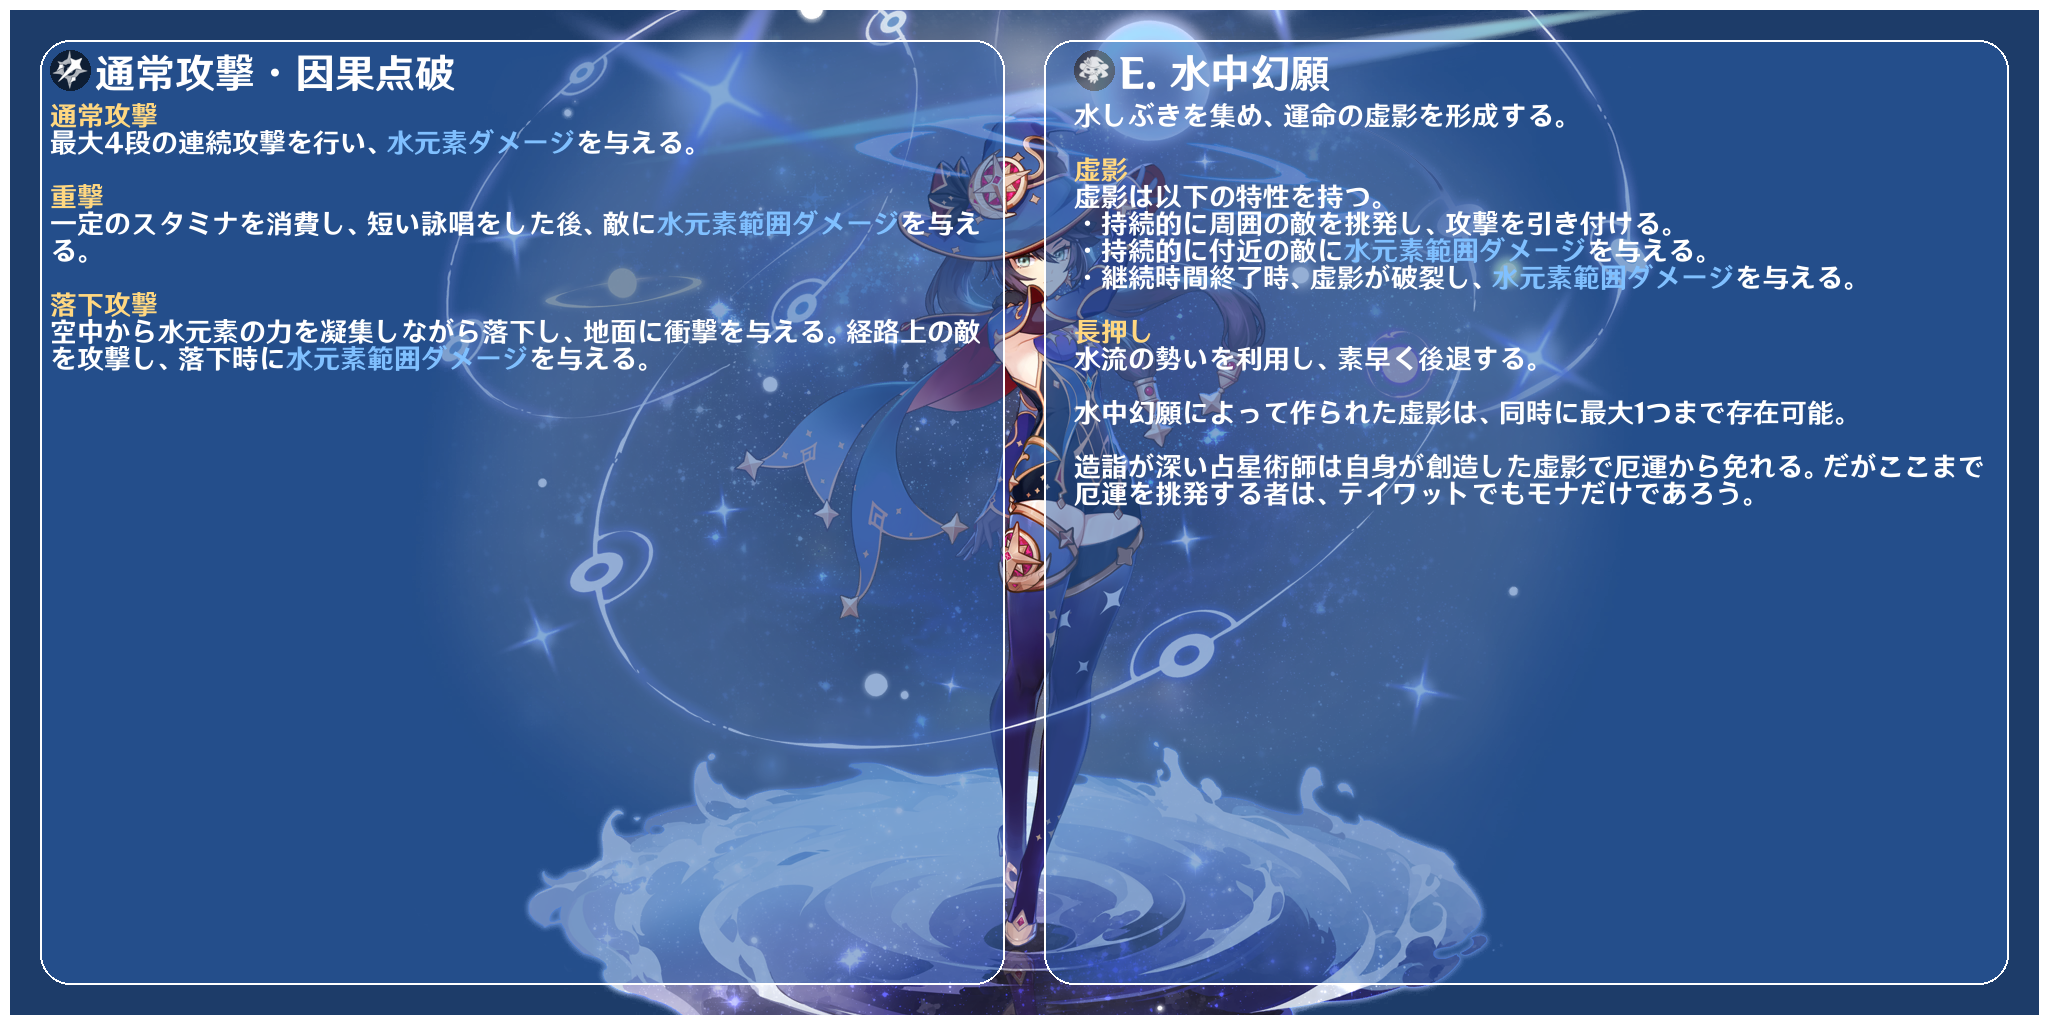 通常攻撃・因果点破
通常攻撃
最大4段の連続攻撃を行い、水元素ダメージを与える。
重撃
一定のスタミナを消費し、短い詠唱をした後、敵に水元素範囲ダメージを与え
る。
落下攻撃
空中から水元素の力を凝集しながら落下し、地面に衝撃を与える。経路上の敵
を攻撃し、落下時に水元素範囲ダメージを与える。
E. 水中幻願
水しぶきを集め、運命の虚影を形成する。
虚影
虚影は以下の特性を持つ。
・持続的に周囲の敵を挑発し、攻撃を引き付ける。
・持続的に付近の敵に水元素範囲ダメージを与える。
・継続時間終了時、虚影が破裂し、水元素範囲ダメージを与える。
長押し
水流の勢いを利用し、素早く後退する。
水中幻願によって作られた虚影は、同時に最大1つまで存在可能。
造詣が深い占星術師は自身が創造した虚影で厄運から免れる。だがここまで
厄運を挑発する者は、テイワットでもモナだけであろう。